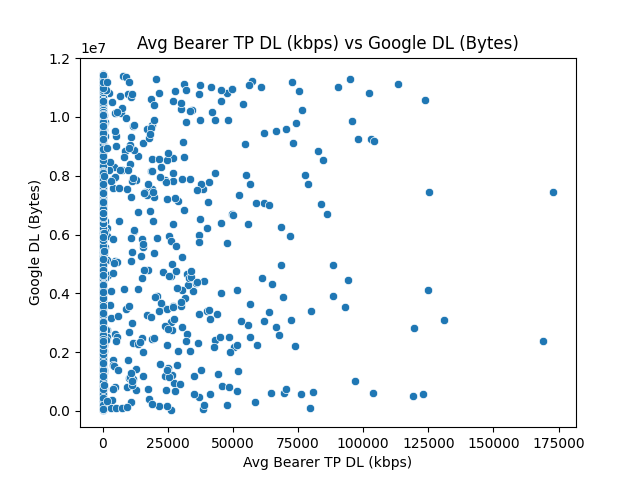 Avg Bearer TP DL (kbps) vs Google DL (Bytes)
1e7
1.2
1.0
0.8
0.6
0.4
0.2
0.0
Google DL (Bytes)
0 25000 50000 75000 100000 125000 150000 175000
Avg Bearer TP DL (kbps)